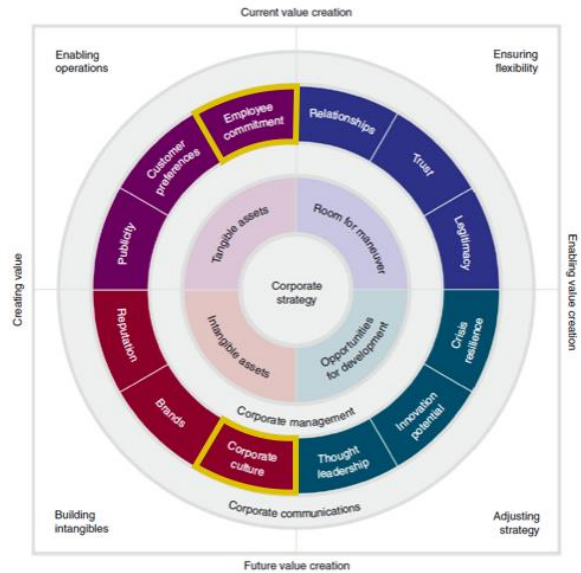 Current value creation
Enabling
operations
Ensuring
flexibility
Employee
commitment
Relationships
Customer
preferences
Trust
Publicity
Legitimacy
Tangible assets
Room for maneuver
Creating value
Corporate
strategy
Enabling value creation
Reputation
Crisis
resilience
Intangible assets
Opportunities
for development
Brands
Innovation
potential
Corporate management
Corporate
culture
Thought
leadership
Corporate communications
Building
intangibles
Adjusting
strategy
Future value creation